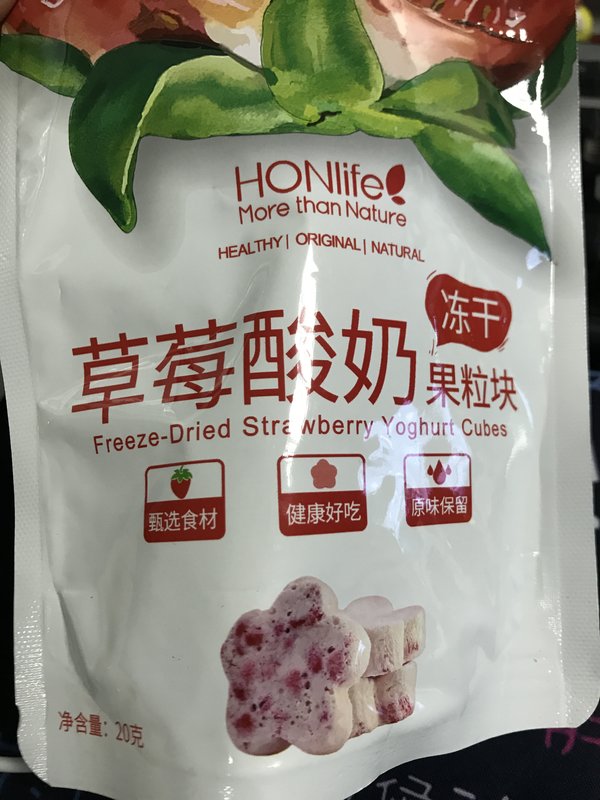 HONlife
More than Nature
HEALTHY| ORIGINAL| NATURAL
冻干
草莓酸奶果粒块
Freeze-Dried Strawberry Yoghurt Cubes
甄选食材
健康好吃
原味保留
净含量：20克